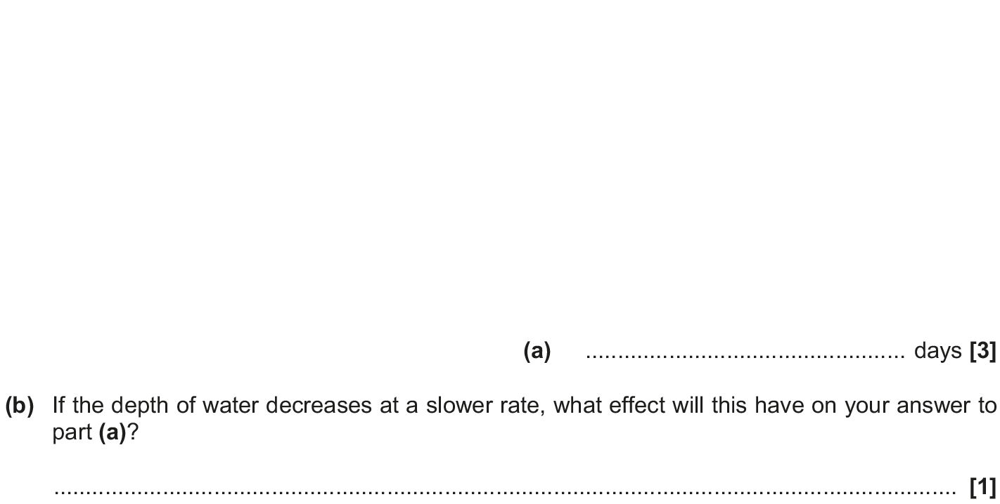 (a) .................................................. days [3]
(b) If the depth of water decreases at a slower rate, what effect will this have on your answer to
part (a)?
.............................................................................................................................................. [1]